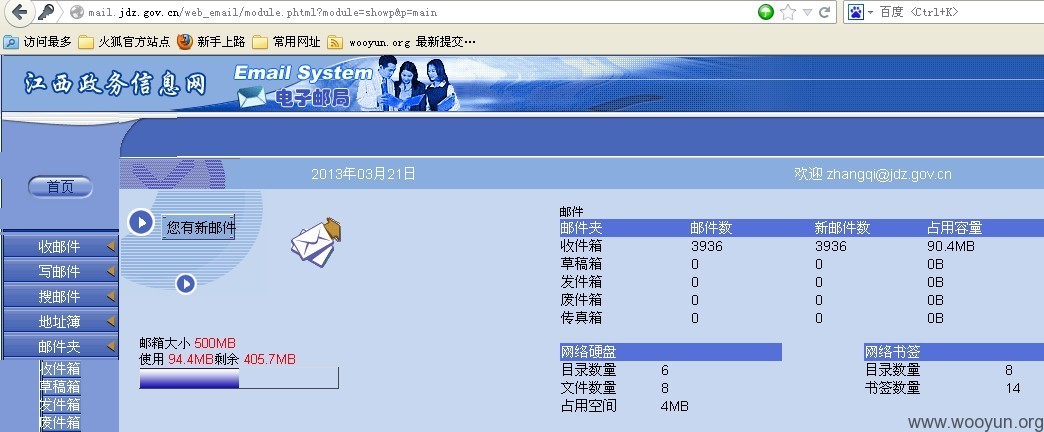 mail.jdz.gov.cn/web_email/module.phtml?module=showp&p=main
百度 <Ctrl+K>
访问最多 火狐官方站点 新手上路 常用网址 wooyun.org 最新提交…
江西政务信息网 Email System
电子邮局
2013年03月21日 欢迎 zhangqi@jdz.gov.cn
首页
您有新邮件
收邮件
写邮件
搜邮件
地址簿
邮件夹
收件箱
草稿箱
发件箱
废件箱
邮箱大小 500MB
使用 94.4MB剩余 405.7MB
邮件
邮件夹 邮件数 新邮件数 占用容量
收件箱 3936 3936 90.4MB
草稿箱 0 0 0B
发件箱 0 0 0B
废件箱 0 0 0B
传真箱 0 0 0B
网络硬盘
目录数量 6
文件数量 8
占用空间 4MB
网络书签
目录数量 8
书签数量 14
www.wooyun.org